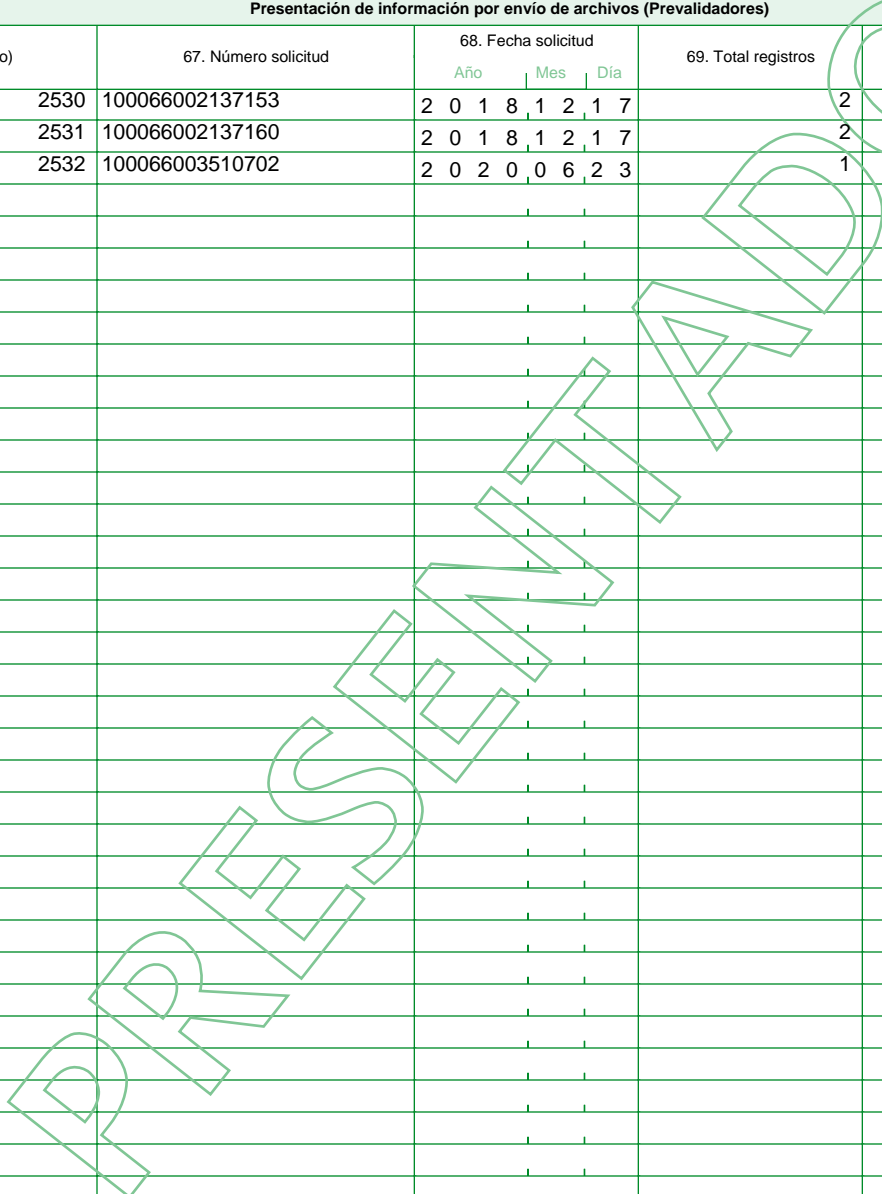 Presentación de información por envío de archivos (Prevalidadores)
o) 67. Número solicitud 68. Fecha solicitud 69. Total registros
Año Mes Día
2530 100066002137153 2 0 1 8 1 2 1 7 2
2531 100066002137160 2 0 1 8 1 2 1 7 2
2532 100066003510702 2 0 2 0 0 6 2 3 1
PRESENTADO